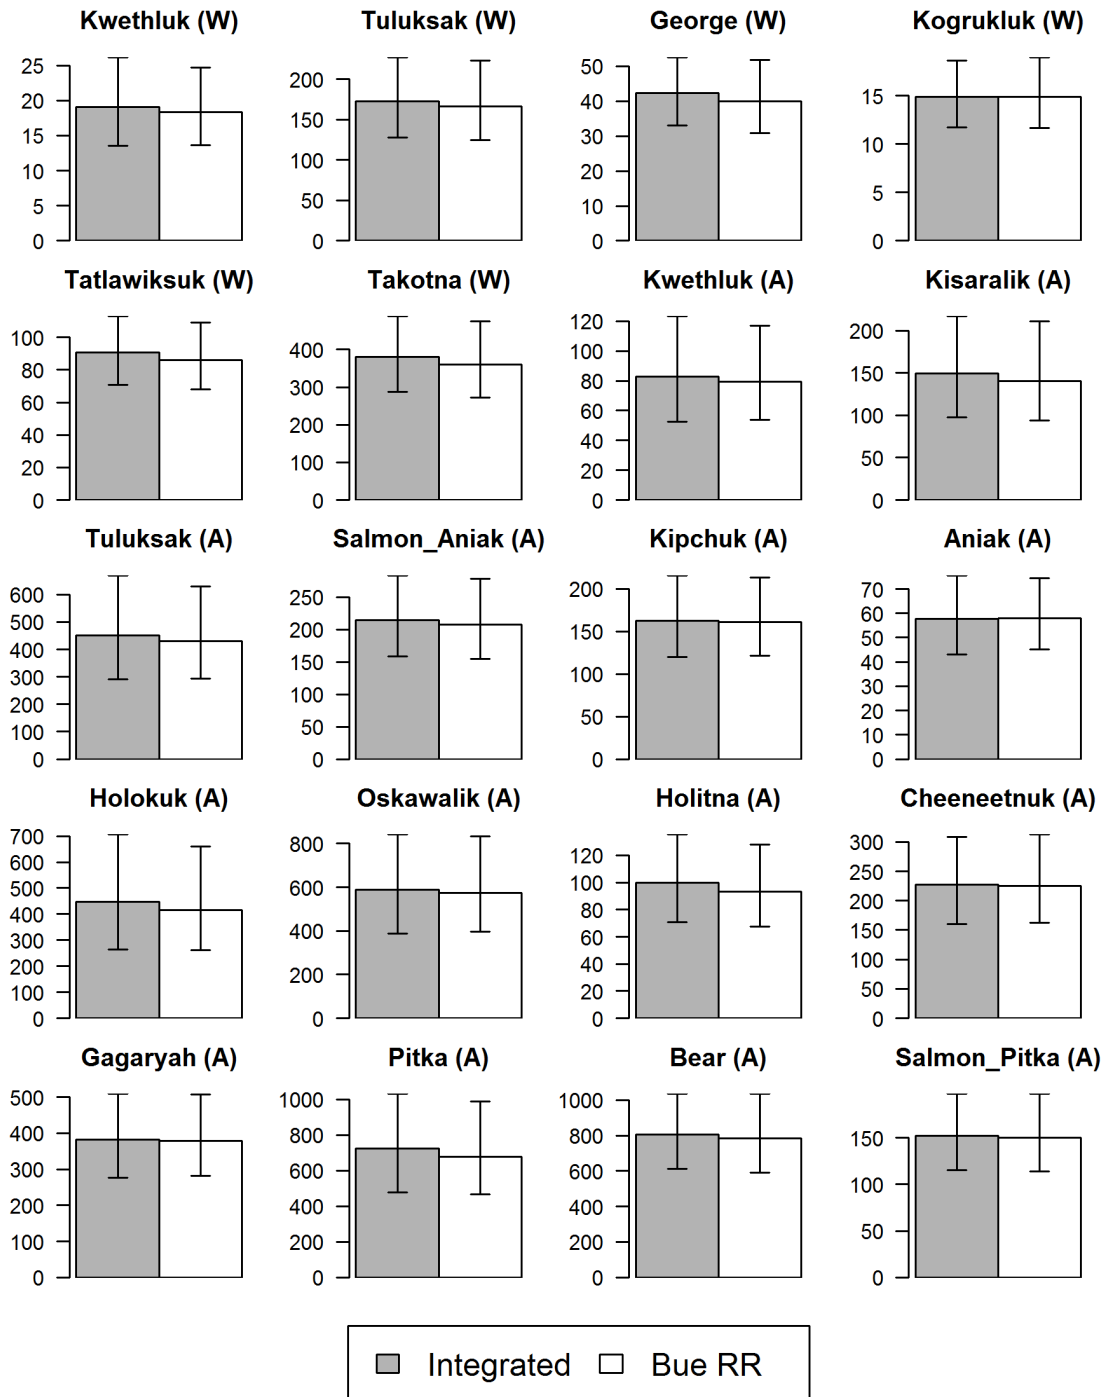 Kwethluk (W) Tuluksak (W) George (W) Kogrukluk (W)
25 20 15 10 5 0
200 150 100 50 0
50 40 30 20 10 0
15 10 5 0
Tatlawiksuk (W) Takotna (W) Kwethluk (A) Kisaralik (A)
100 80 60 40 20 0
400 300 200 100 0
120 100 80 60 40 20 0
200 150 100 50 0
Tuluksak (A) Salmon_Aniak (A) Kipchuk (A) Aniak (A)
600 500 400 300 200 100 0
250 200 150 100 50 0
200 150 100 50 0
70 60 50 40 30 20 10 0
Holokuk (A) Oskawalik (A) Holitna (A) Cheeneetnuk (A)
700 600 500 400 300 200 100 0
800 600 400 200 0
120 100 80 60 40 20 0
300 250 200 150 100 50 0
Gagaryah (A) Pitka (A) Bear (A) Salmon_Pitka (A)
500 400 300 200 100 0
1000 800 600 400 200 0
1000 800 600 400 200 0
150 100 50 0
Integrated Bue RR